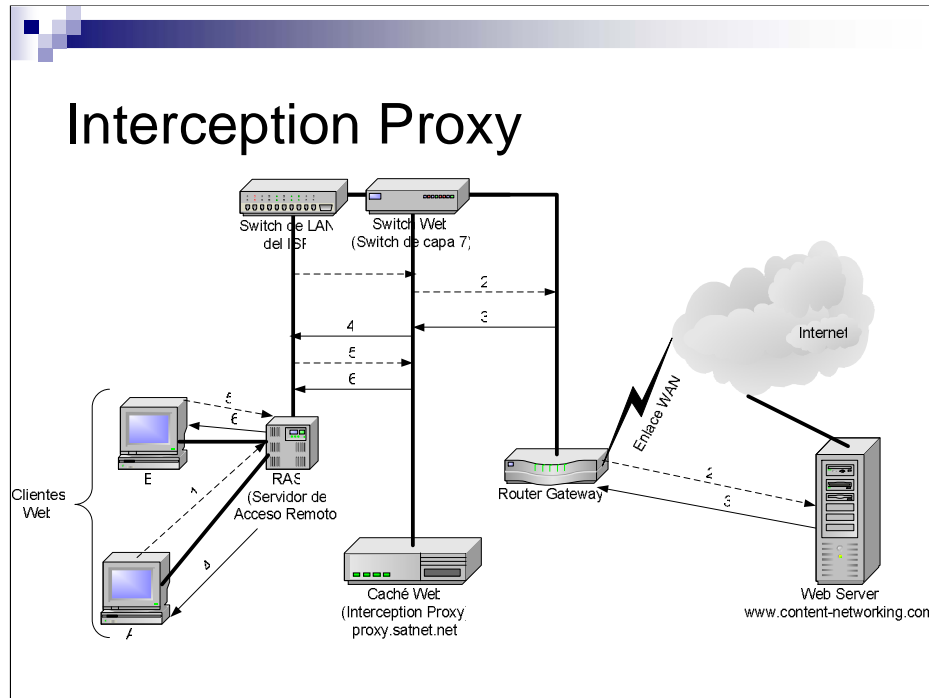 Interception Proxy
Switch de LAN
del ISP
Switch Web
(Switch de capa 7)
2
3
4
5
6
Internet
Enlace WAN
5
6
1
4
Clientes
Web
RAS
(Servidor de
Acceso Remoto
Router Gateway
2
3
Caché Web
(Interception Proxy)
proxy.satnet.net
Web Server
www.content-networking.com